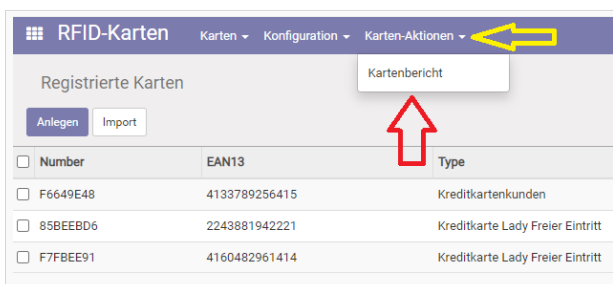 RFID-Karten Karten Konfiguration Karten-Aktionen
Kartenbericht
Registrierte Karten
Anlegen Import
Number EAN13 Type
F6649E48 4133789256415 Kreditkartenkunden
85BEEBD6 2243881942221 Kreditkarte Lady Freier Eintritt
F7FBEE91 4160482961414 Kreditkarte Lady Freier Eintritt